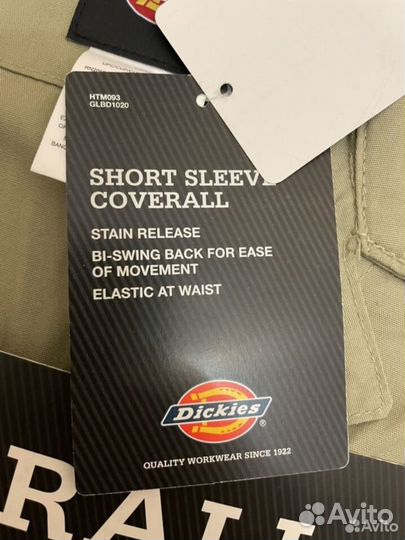 HTM093
GLBD1020
SHORT SLEEVE
COVERALL
STAIN RELEASE
BI-SWING BACK FOR EASE
OF MOVEMENT
ELASTIC AT WAIST
Dickies®
QUALITY WORKWEAR SINCE 1922
RALL
Avito
Avito